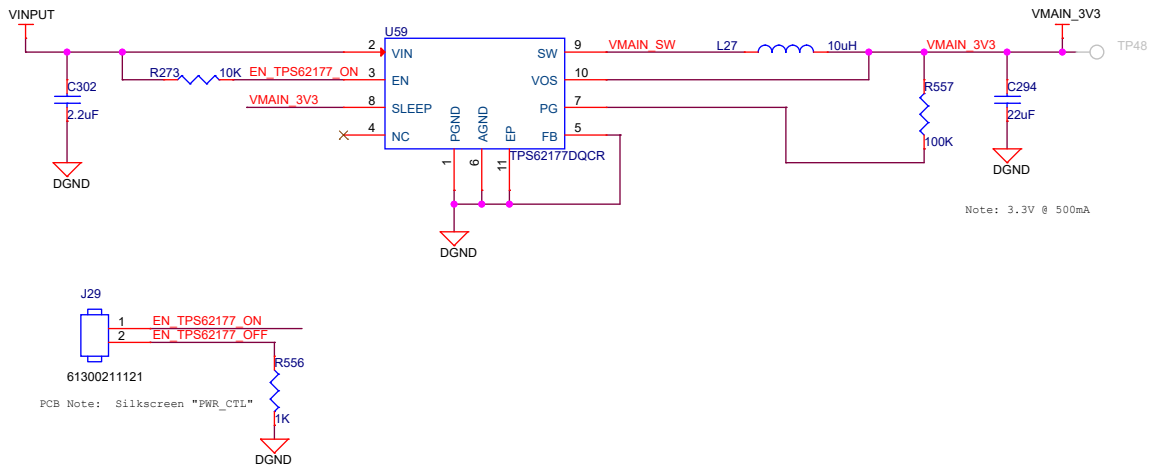 VINPUT
VMAIN_3V3
U59
2 VIN SW 9 VMAIN_SW L27 10uH VMAIN_3V3 TP48
R273 10K EN_TPS62177_ON 3 EN VOS 10
C302 R557 C294
VMAIN_3V3 8 SLEEP PG 7
2.2uF 22uF
4 NC PGND AGND EP FB 5
100K
TPS62177DQCR
1 6 11
DGND DGND
Note: 3.3V @ 500mA
DGND
J29
1 EN_TPS62177_ON
2 EN_TPS62177_OFF
R556
61300211121
PCB Note: Silkscreen "PWR_CTL"
1K
DGND